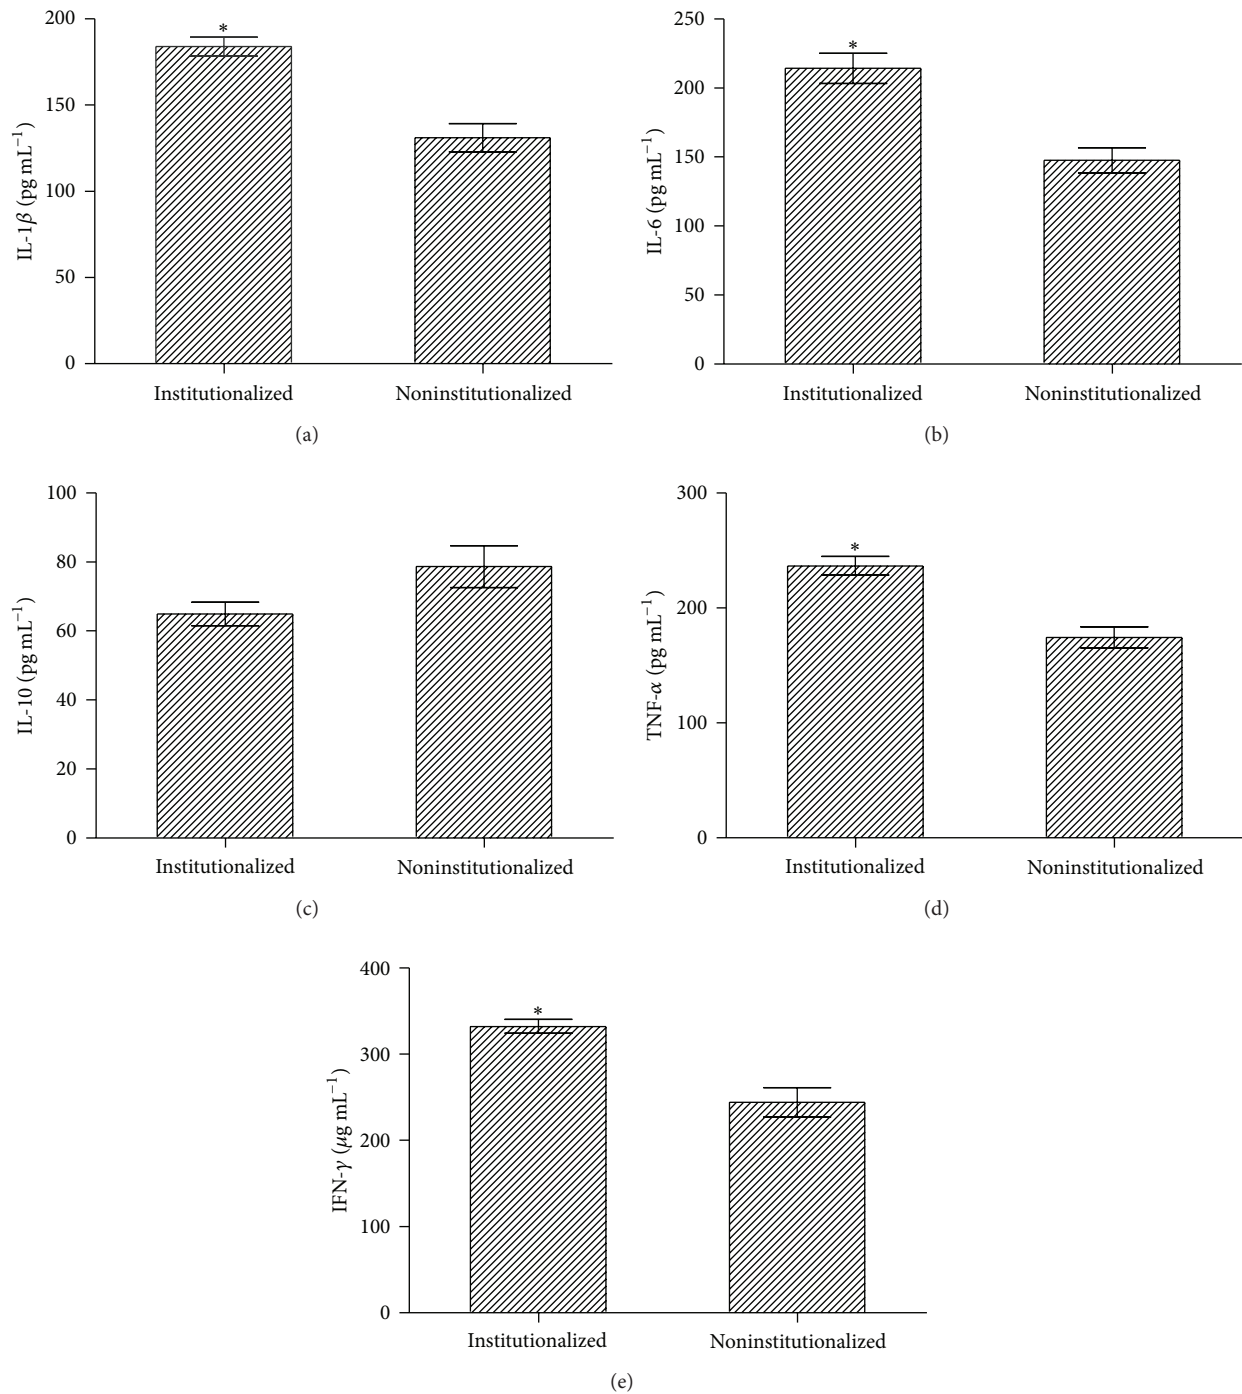 200
150
100
50
0
IL-1β (pg mL⁻¹)
*
Institutionalized
Noninstitutionalized
(a)
250
200
150
100
50
0
IL-6 (pg mL⁻¹)
*
Institutionalized
Noninstitutionalized
(b)
100
80
60
40
20
0
IL-10 (pg mL⁻¹)
Institutionalized
Noninstitutionalized
(c)
300
200
100
0
TNF-α (pg mL⁻¹)
*
Institutionalized
Noninstitutionalized
(d)
400
300
200
100
0
IFN-γ (μg mL⁻¹)
*
Institutionalized
Noninstitutionalized
(e)